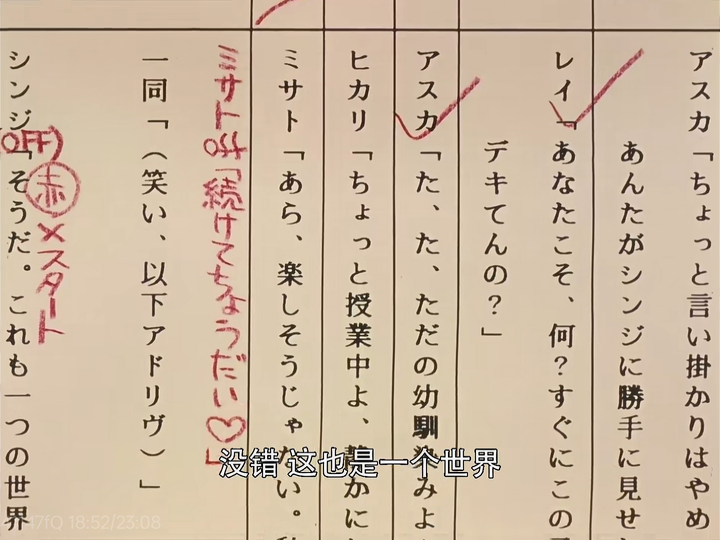 アスカ「ちょっと言い掛かりはやめ
あんたがシンジに勝手に見せ
レイ「あなたこそ、何?すぐにこの
デキてんの?」
アスカ「た、た、ただの幼馴染みよ
ヒカリ「ちょっと授業中よ、静かに
ミサト「あら、楽しそうじゃない。
ミサトoff「続けてちょうだい♡」
一同「(笑い、以下アドリヴ)」
(OFF)
赤×スタート
シンジ「そうだ。これも一つの世界
没错 这也是一个世界
47fQ 18:52/23:08